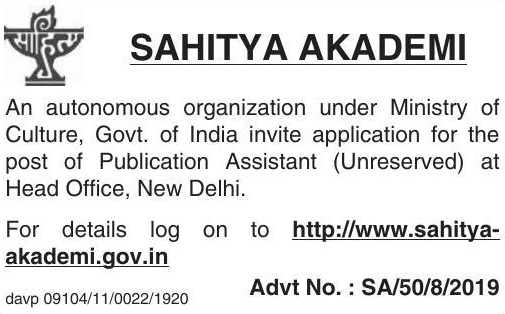 साहित्य
SAHITYA AKADEMI
An autonomous organization under Ministry of
Culture, Govt. of India invite application for the
post of Publication Assistant (Unreserved) at
Head Office, New Delhi.
For details log on to http://www.sahitya-
akademi.gov.in
Advt No. : SA/50/8/2019
davp 09104/11/0022/1920